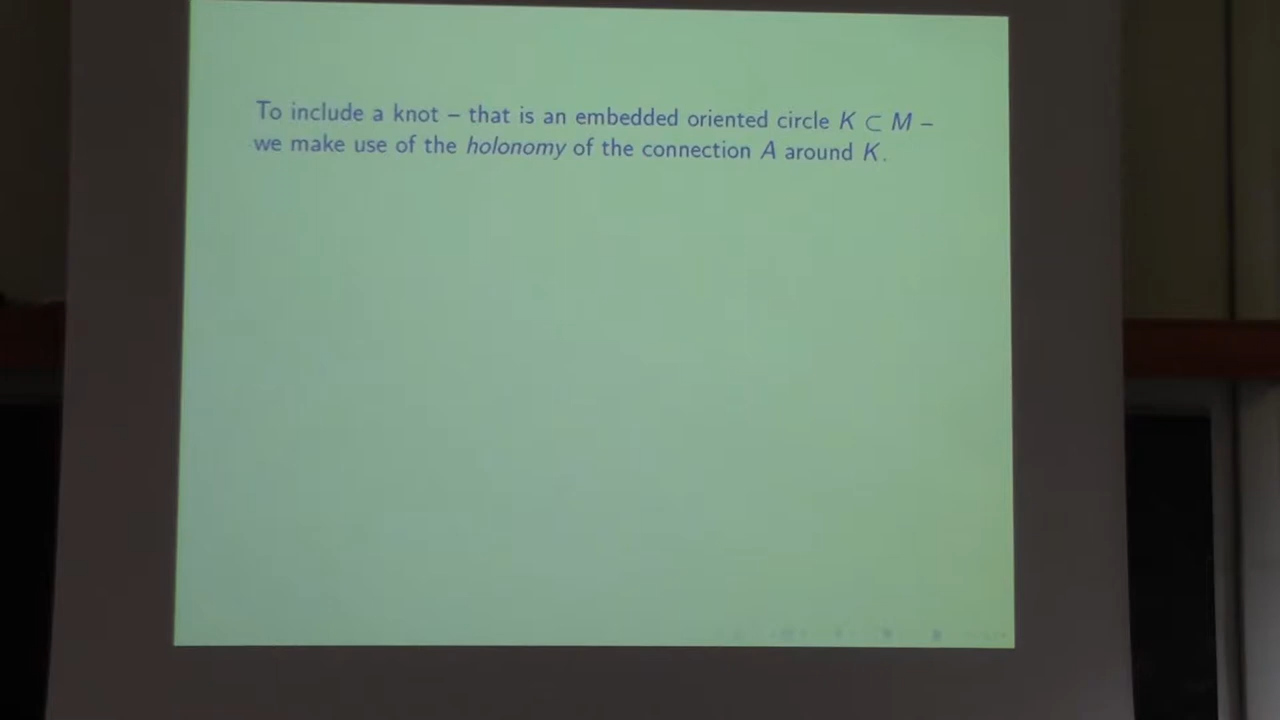 To include a knot – that is an embedded oriented circle K ⊂ M –
we make use of the holonomy of the connection A around K.